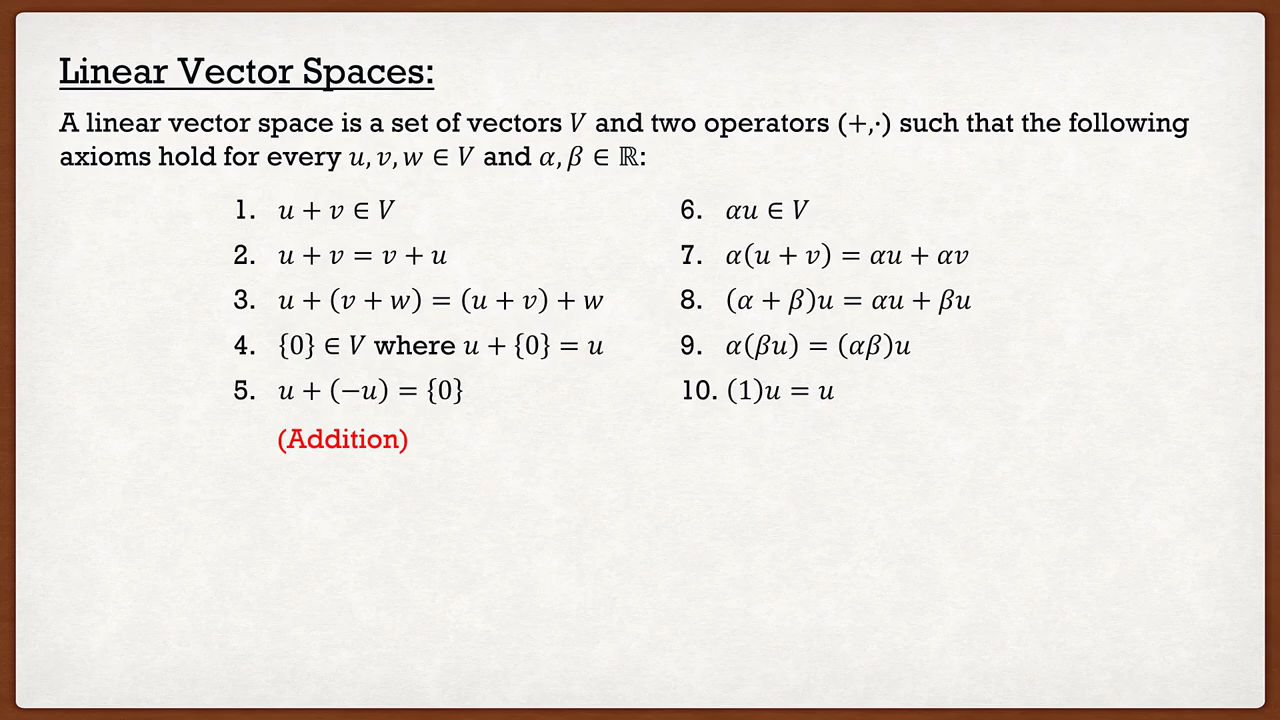 Linear Vector Spaces:
A linear vector space is a set of vectors 𝑉 and two operators (+,·) such that the following
axioms hold for every 𝑢, 𝑣, 𝑤 ∈ 𝑉 and 𝛼, 𝛽 ∈ ℝ:
1. 𝑢 + 𝑣 ∈ 𝑉
2. 𝑢 + 𝑣 = 𝑣 + 𝑢
3. 𝑢 + (𝑣 + 𝑤) = (𝑢 + 𝑣) + 𝑤
4. {0} ∈ 𝑉 where 𝑢 + {0} = 𝑢
5. 𝑢 + (−𝑢) = {0}
(Addition)
6. 𝛼𝑢 ∈ 𝑉
7. 𝛼(𝑢 + 𝑣) = 𝛼𝑢 + 𝛼𝑣
8. (𝛼 + 𝛽)𝑢 = 𝛼𝑢 + 𝛽𝑢
9. 𝛼(𝛽𝑢) = (𝛼𝛽)𝑢
10. (1)𝑢 = 𝑢